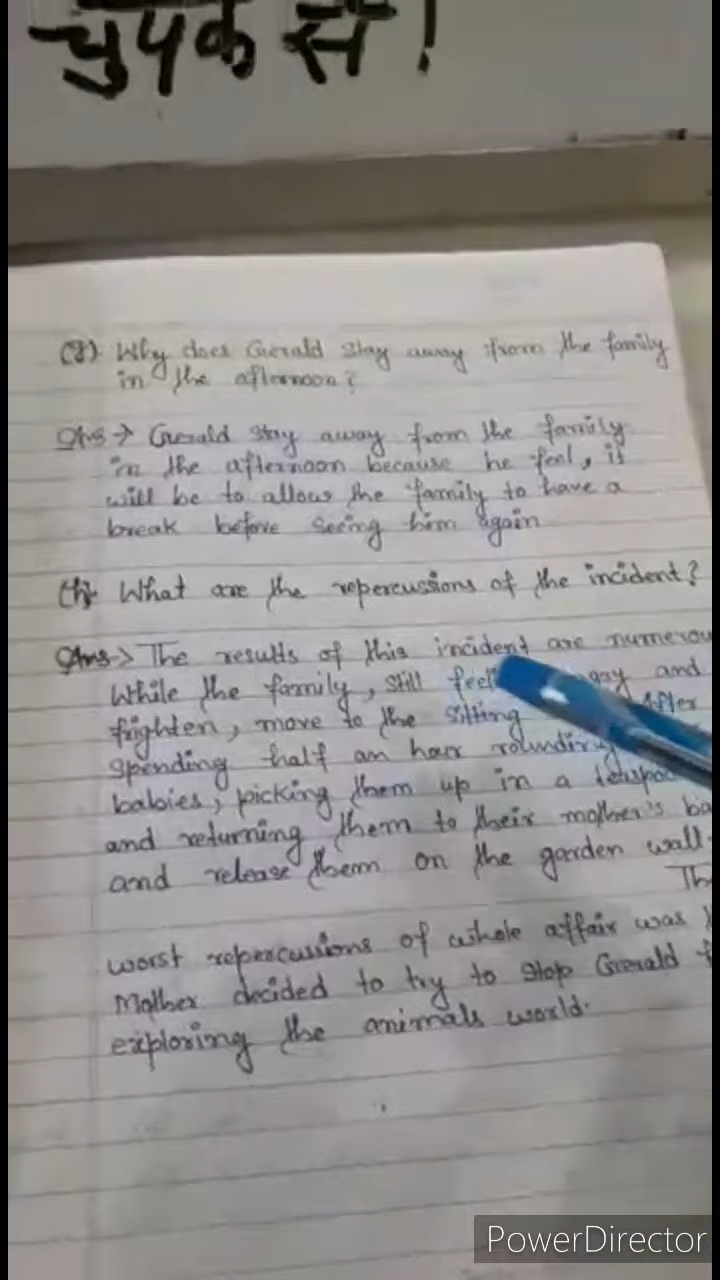 चुपके से !
(g) Why does Gerald Stay away from the family
in the afternoon?
Ans → Gerald stay away from the family
in the afternoon because he feel, it
will be to allow the family to have a
break before seeing him again
(h) What are the repercussions of the incident?
Ans → The results of this incident are
While the family, still and
frighten, move to the sitting After
spending half an hour
babies, picking them up in a
and returning them to their mother's
and release them on the garden wall.
worst repercussions of whole affair was
Mother decided to try to stop Gerald
exploring the animals world.
PowerDirector